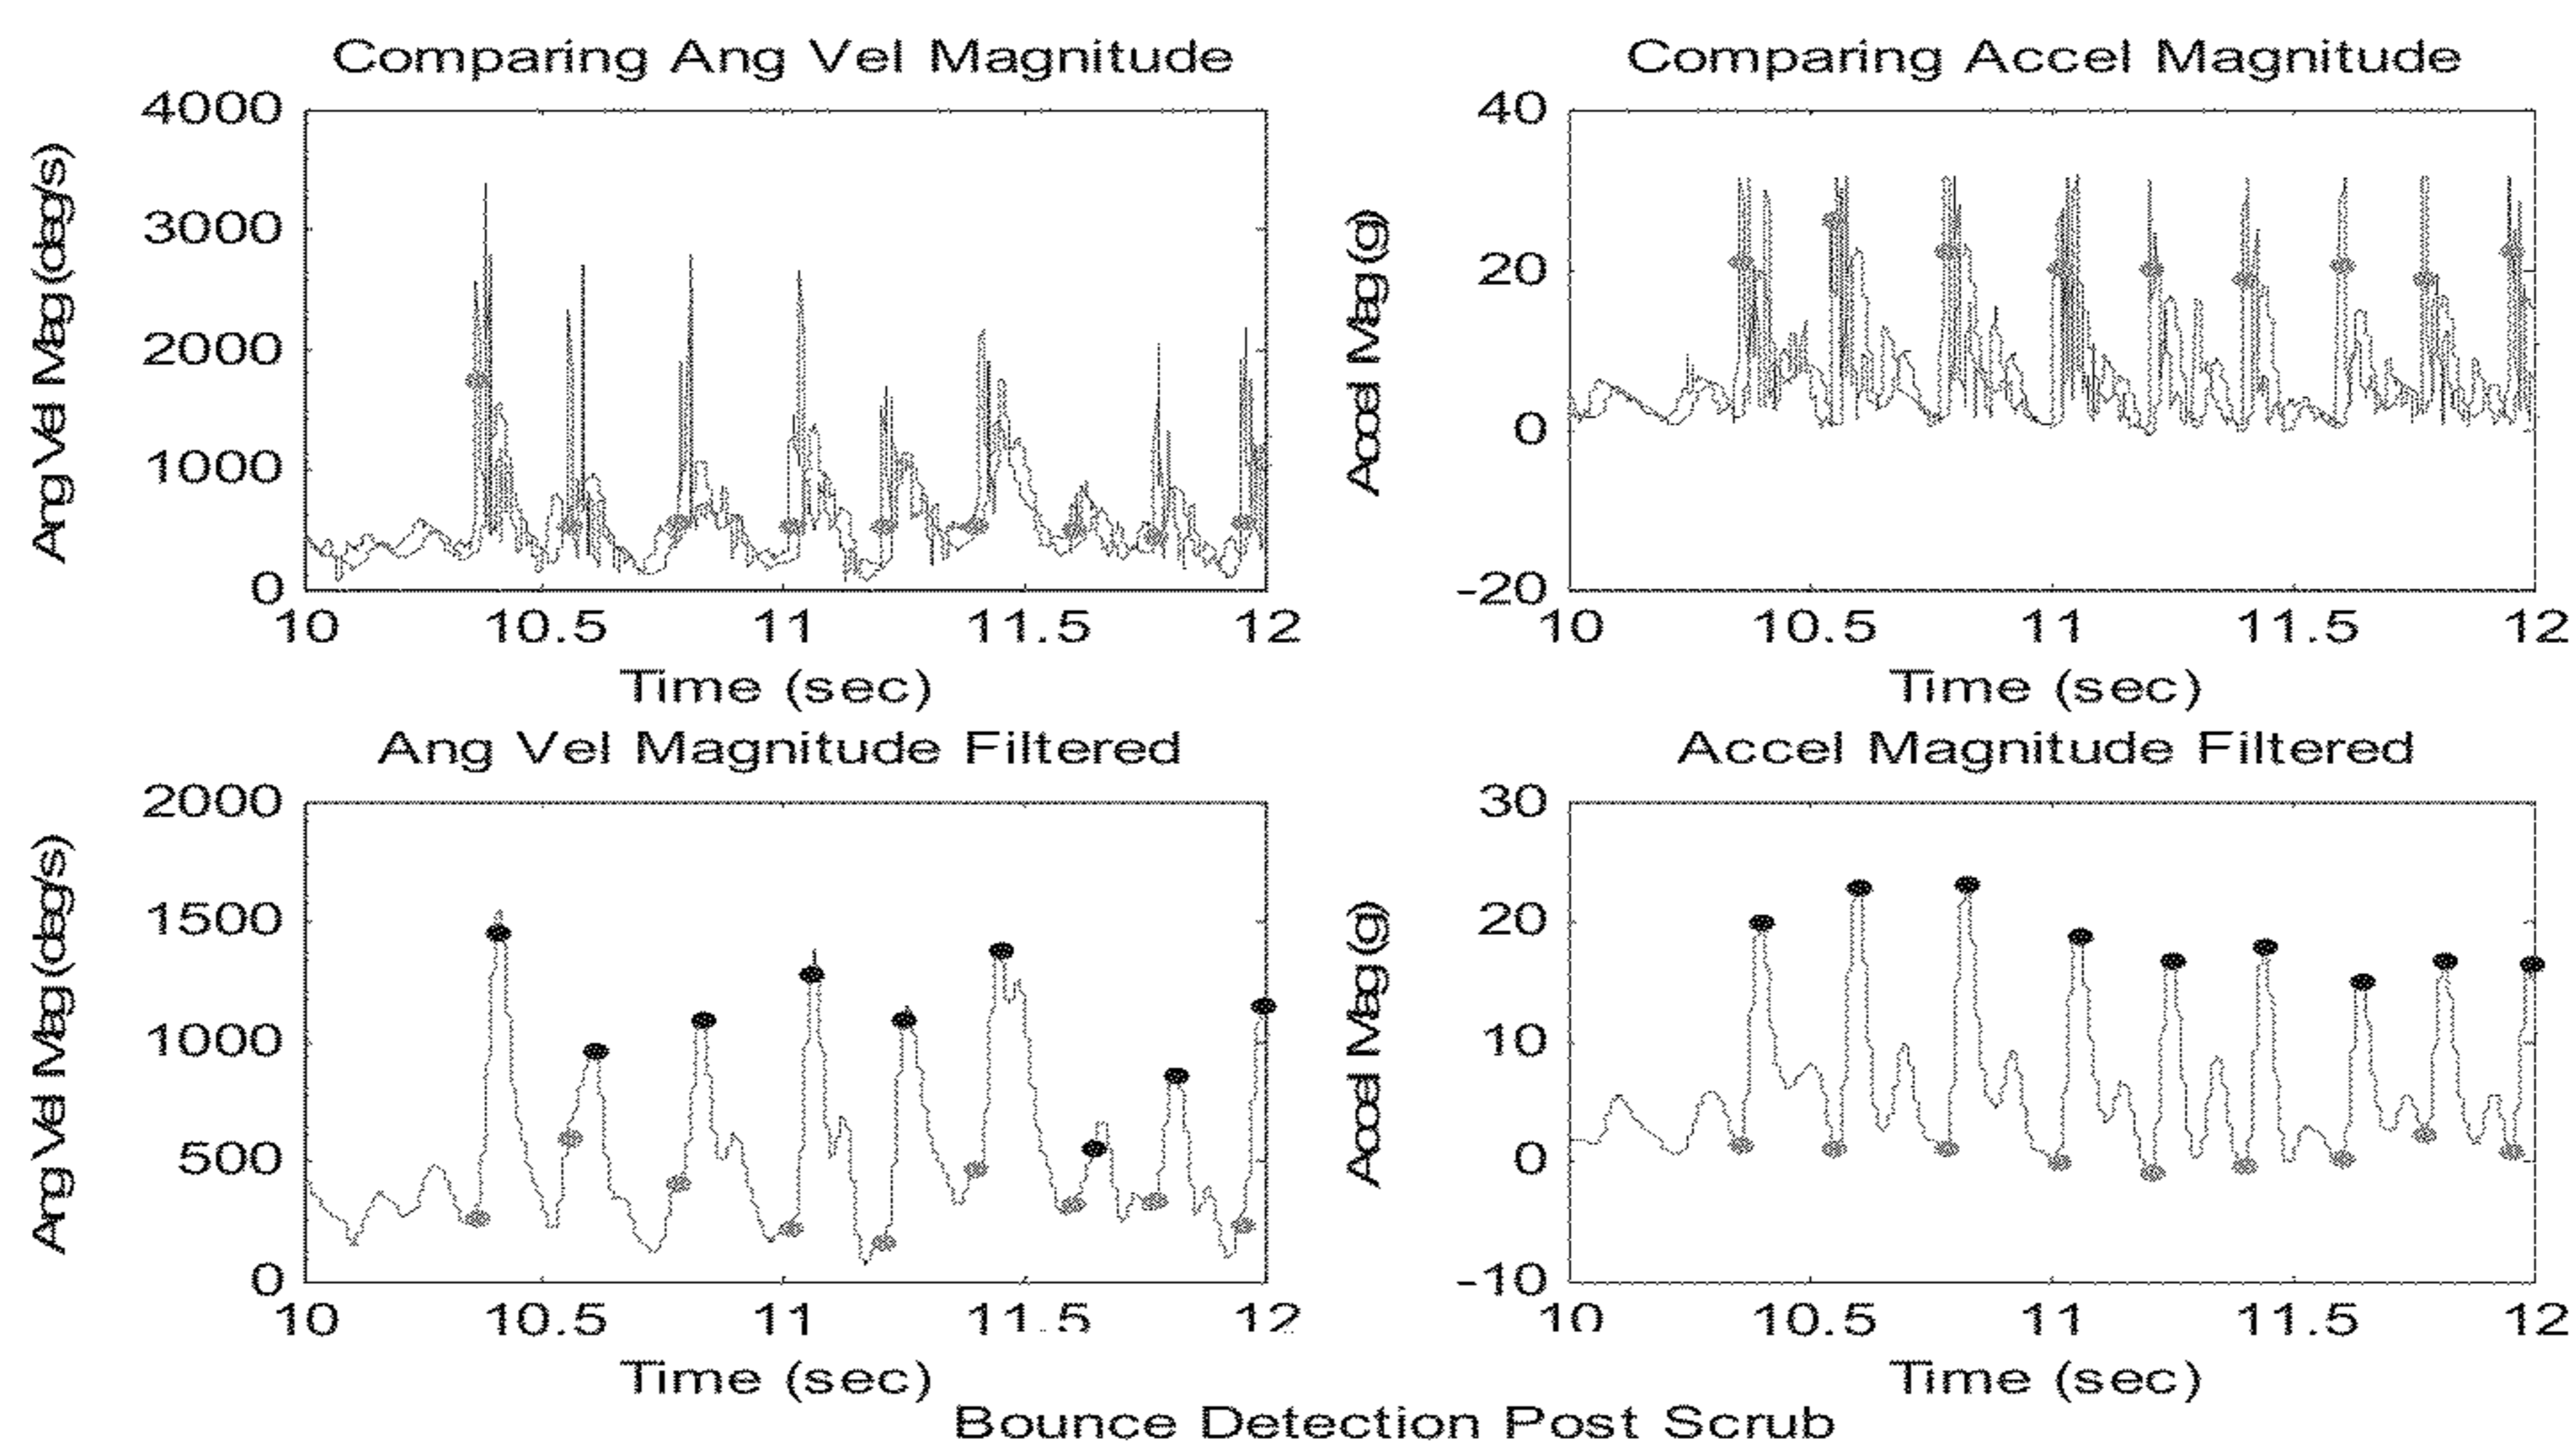 Comparing Ang Vel Magnitude
4000
3000
2000
1000
0
Ang Vel Mag (deg/s)
10 10.5 11 11.5 12
Time (sec)
Comparing Accel Magnitude
40
20
0
-20
Accel Mag (g)
10 10.5 11 11.5 12
Time (sec)
Ang Vel Magnitude Filtered
2000
1500
1000
500
0
Ang Vel Mag (deg/s)
10 10.5 11 11.5 12
Time (sec)
Accel Magnitude Filtered
30
20
10
0
-10
Accel Mag (g)
10 10.5 11 11.5 12
Time (sec)
Bounce Detection Post Scrub